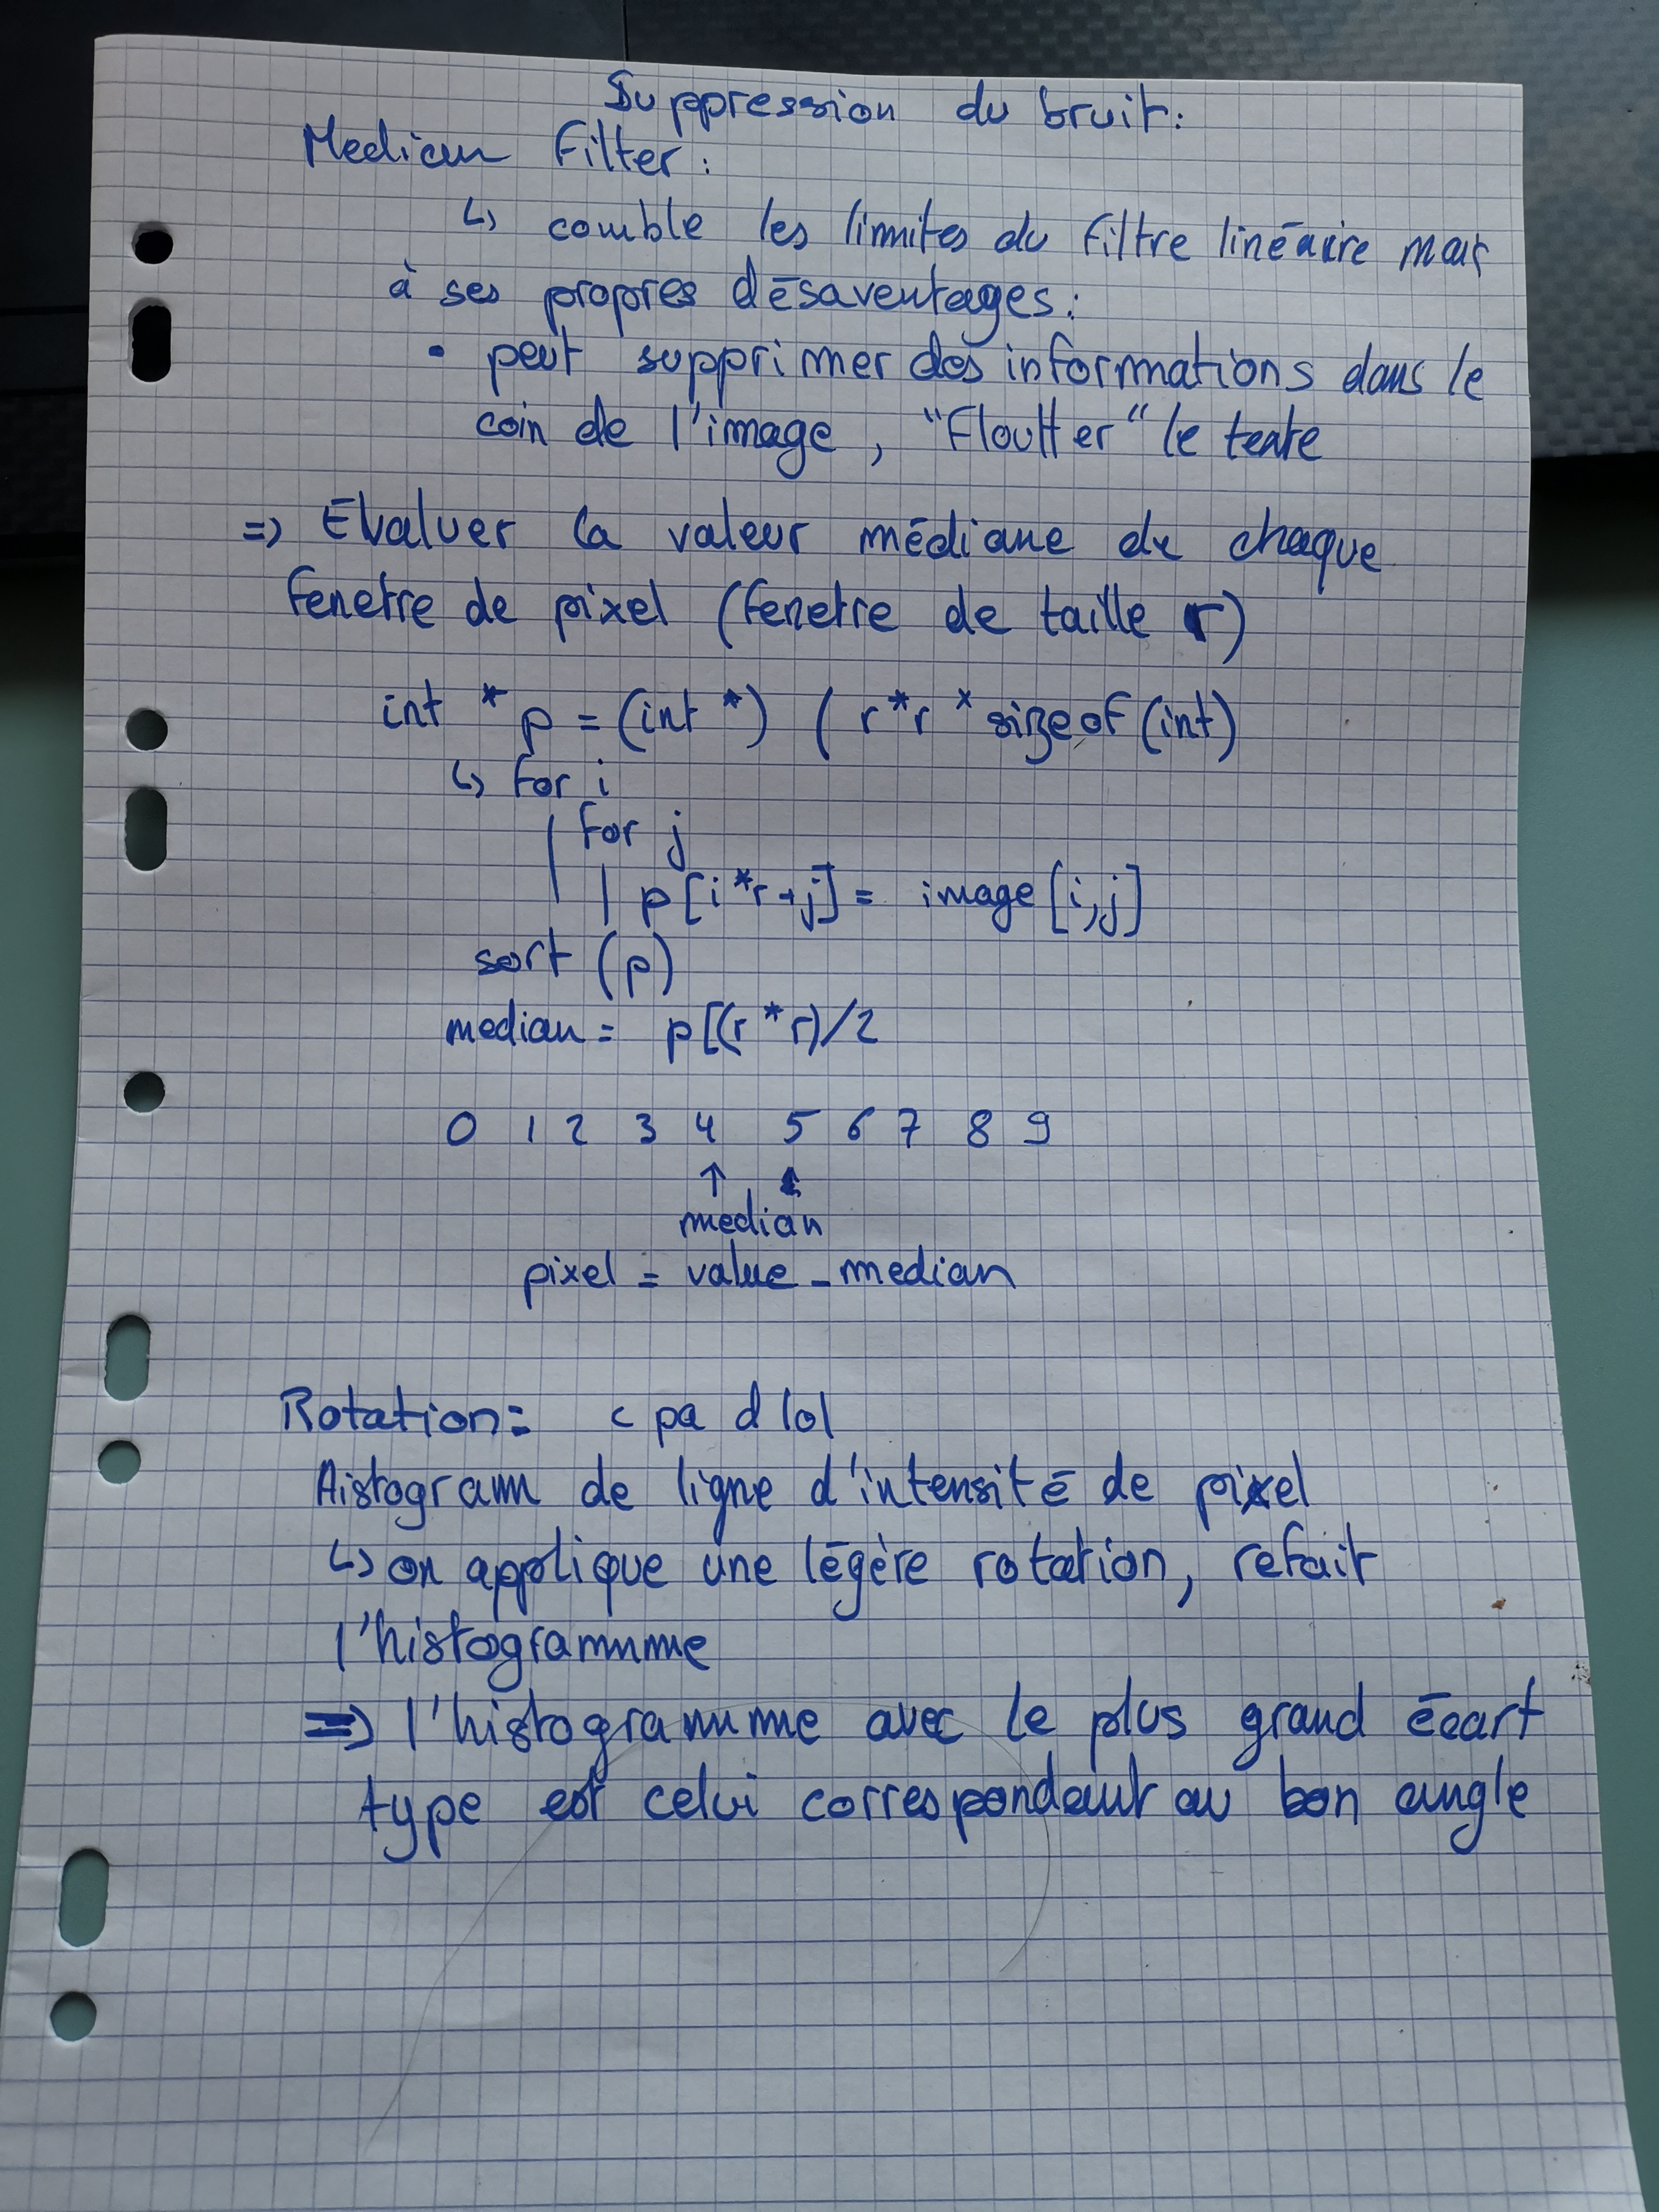 Suppression du bruit:
Median Filter:
↳ comble les limites du filtre linéaire mais
à ses propres désaventages:
• peut supprimer des informations dans le
coin de l'image, "Floutter" le texte
=> Evaluer la valeur médiane de chaque
fenetre de pixel (fenetre de taille r)
int * p = (int *) ( r*r * sizeof(int)
↳ for i
for j
p[i*r+j] = image [i,j]
sort (p)
median = p[(r*r)/2
0 1 2 3 4 5 6 7 8 9
↑ ↑
median
pixel = value_median
Rotation: c pa d lol
Histogram de ligne d'intensité de pixel
↳ on applique une légère rotation, refait
l'histogramme
=> l'histogramme avec le plus grand écart
type est celui correspondant au bon angle